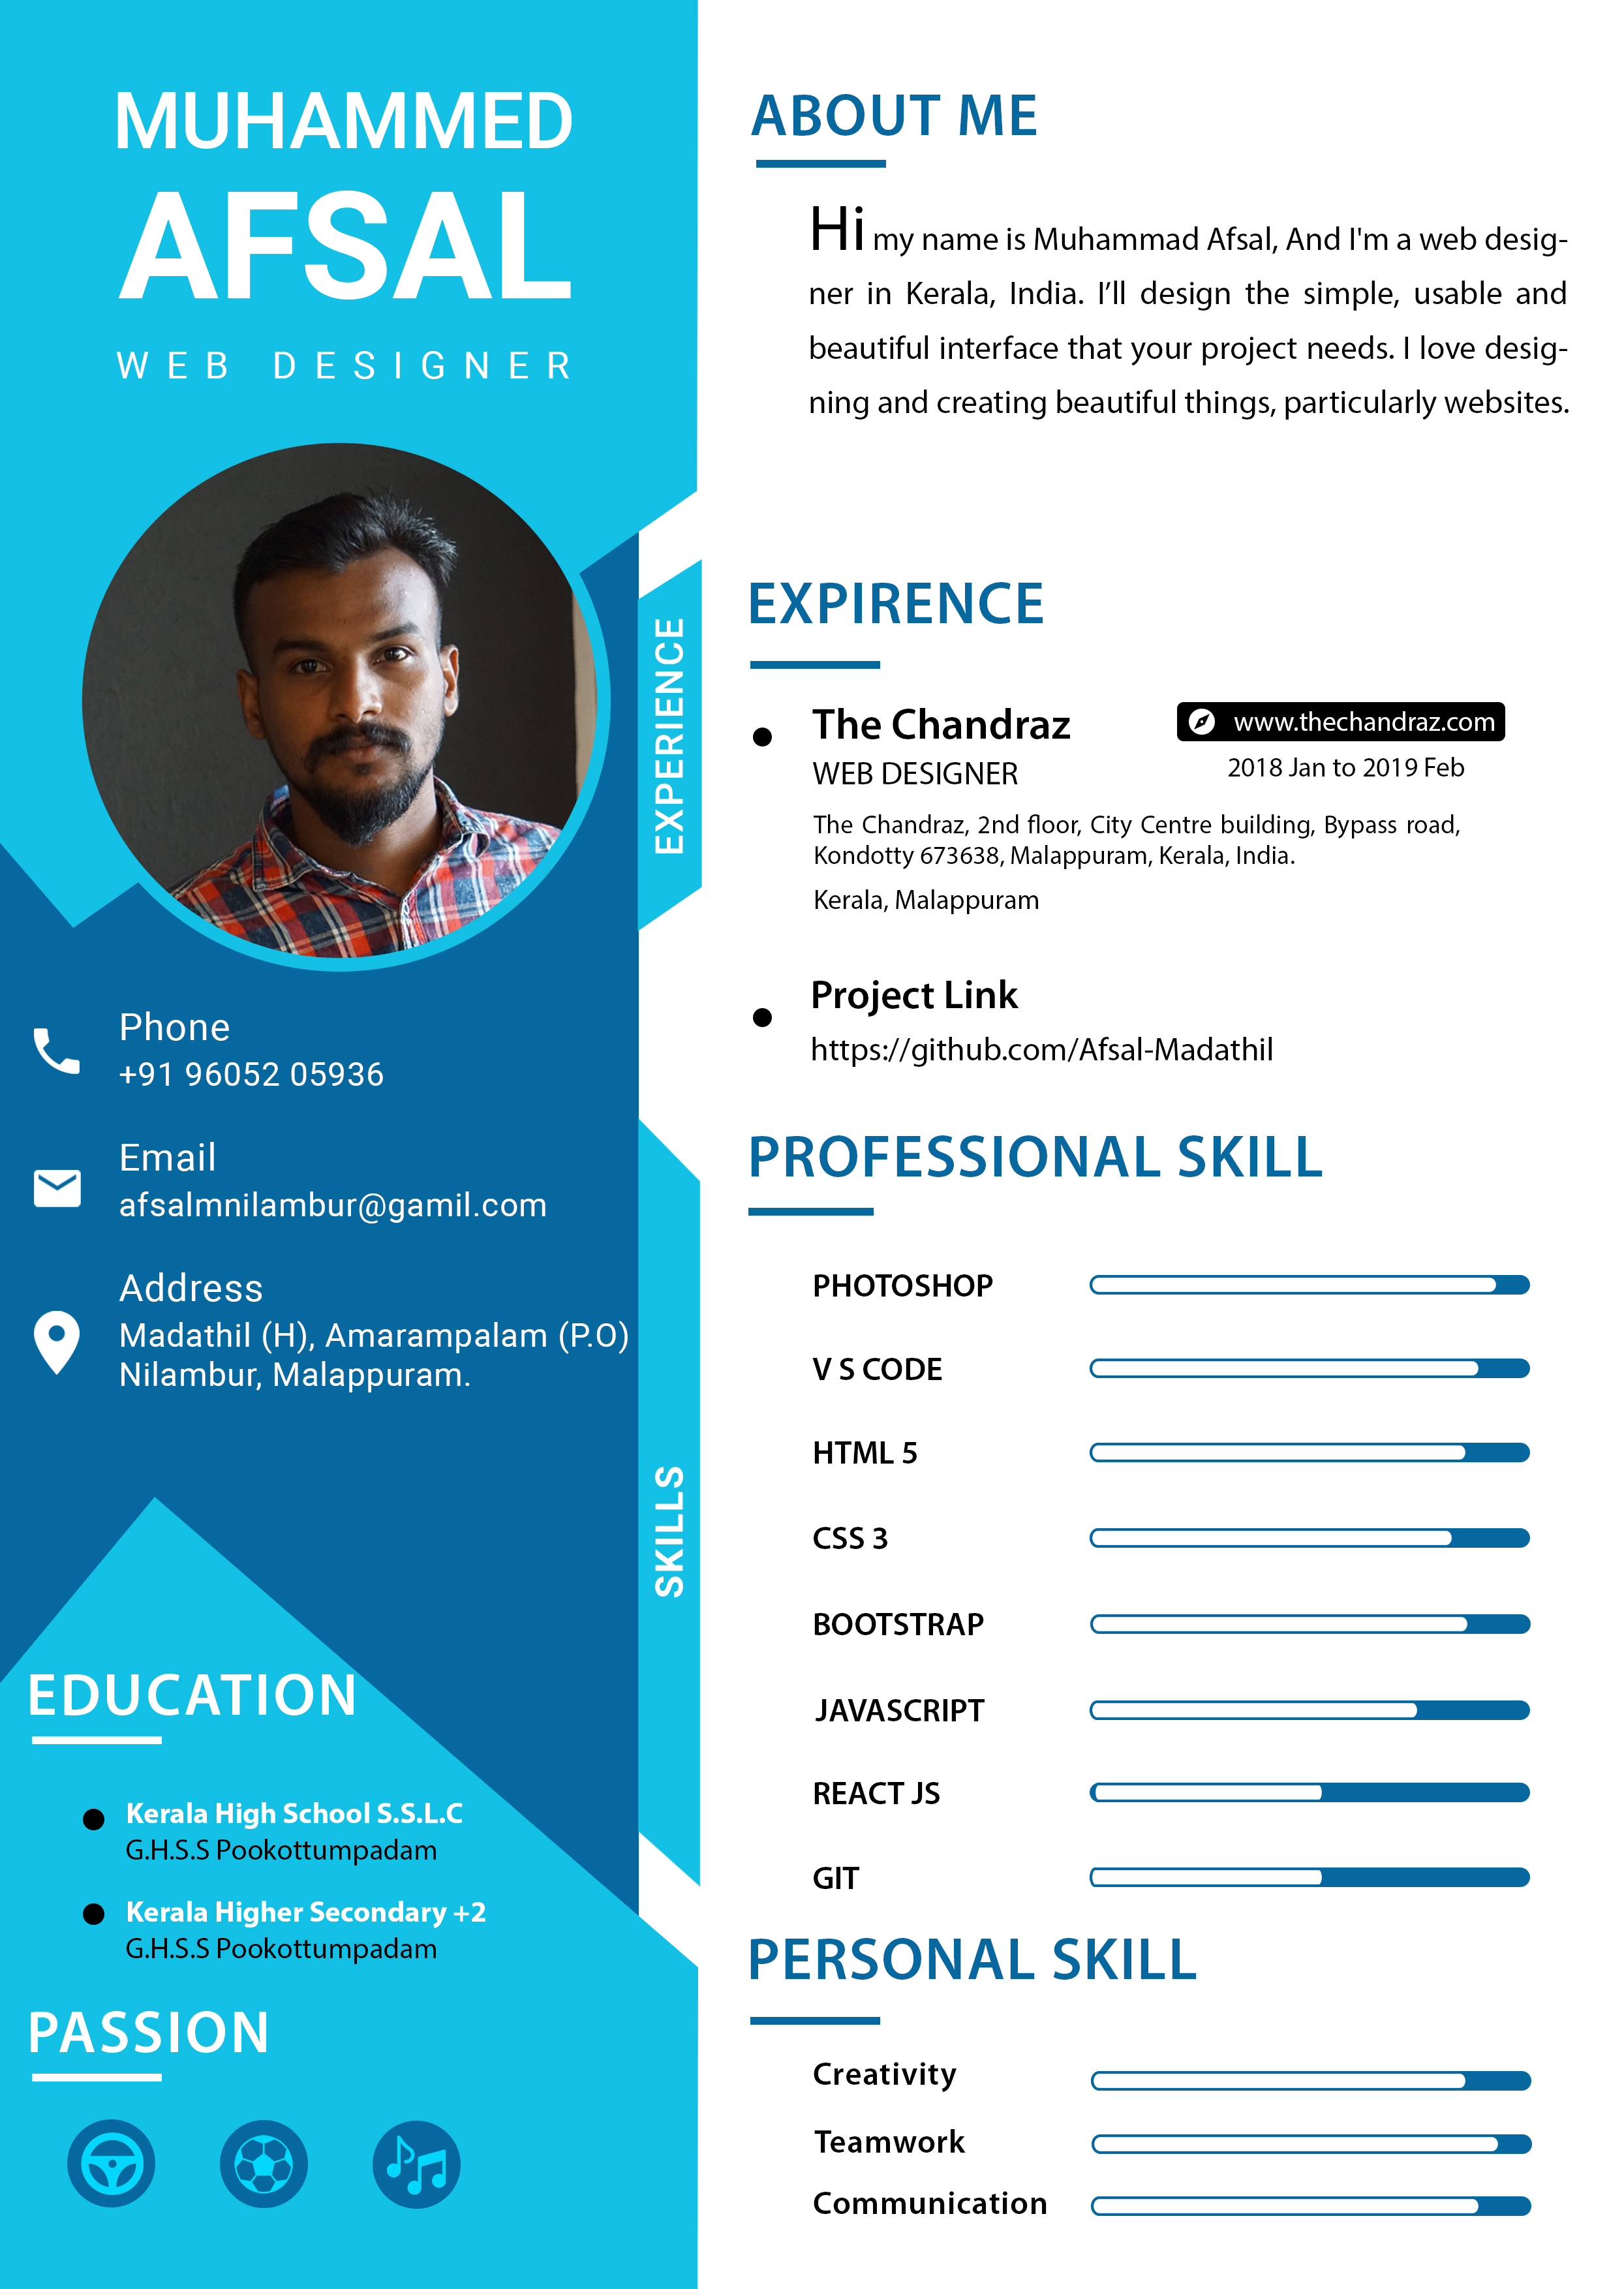 MUHAMMED
AFSAL
WEB DESIGNER
Phone
+91 96052 05936
Email
afsalmnilambur@gamil.com
Address
Madathil (H), Amarampalam (P.O)
Nilambur, Malappuram.
EDUCATION
Kerala High School S.S.L.C
G.H.S.S Pookottumpadam
Kerala Higher Secondary +2
G.H.S.S Pookottumpadam
PASSION
EXPERIENCE
SKILLS
ABOUT ME
Hi my name is Muhammad Afsal, And I'm a web desig-
ner in Kerala, India. I’ll design the simple, usable and
beautiful interface that your project needs. I love desig-
ning and creating beautiful things, particularly websites.
EXPIRENCE
The Chandraz
www.thechandraz.com
WEB DESIGNER
2018 Jan to 2019 Feb
The Chandraz, 2nd floor, City Centre building, Bypass road,
Kondotty 673638, Malappuram, Kerala, India.
Kerala, Malappuram
Project Link
https://github.com/Afsal-Madathil
PROFESSIONAL SKILL
PHOTOSHOP
V S CODE
HTML 5
CSS 3
BOOTSTRAP
JAVASCRIPT
REACT JS
GIT
PERSONAL SKILL
Creativity
Teamwork
Communication